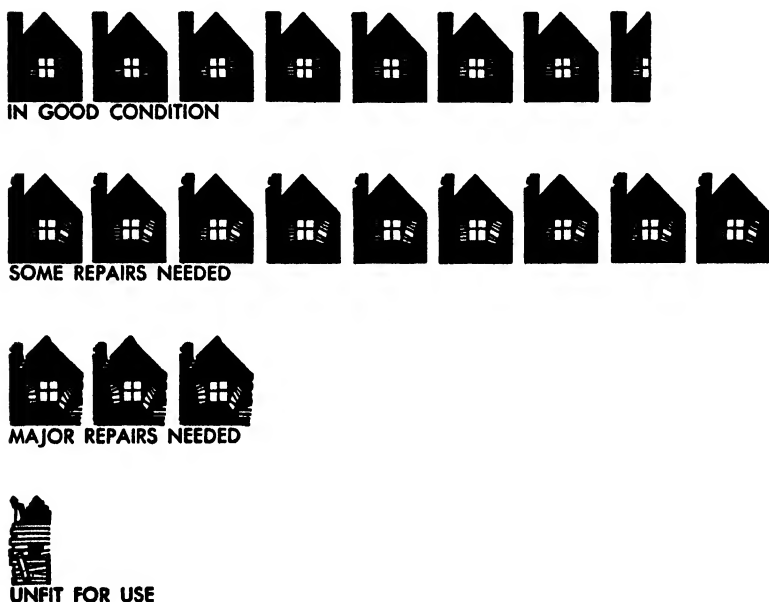 IN GOOD CONDITION
SOME REPAIRS NEEDED
MAJOR REPAIRS NEEDED
UNFIT FOR USE